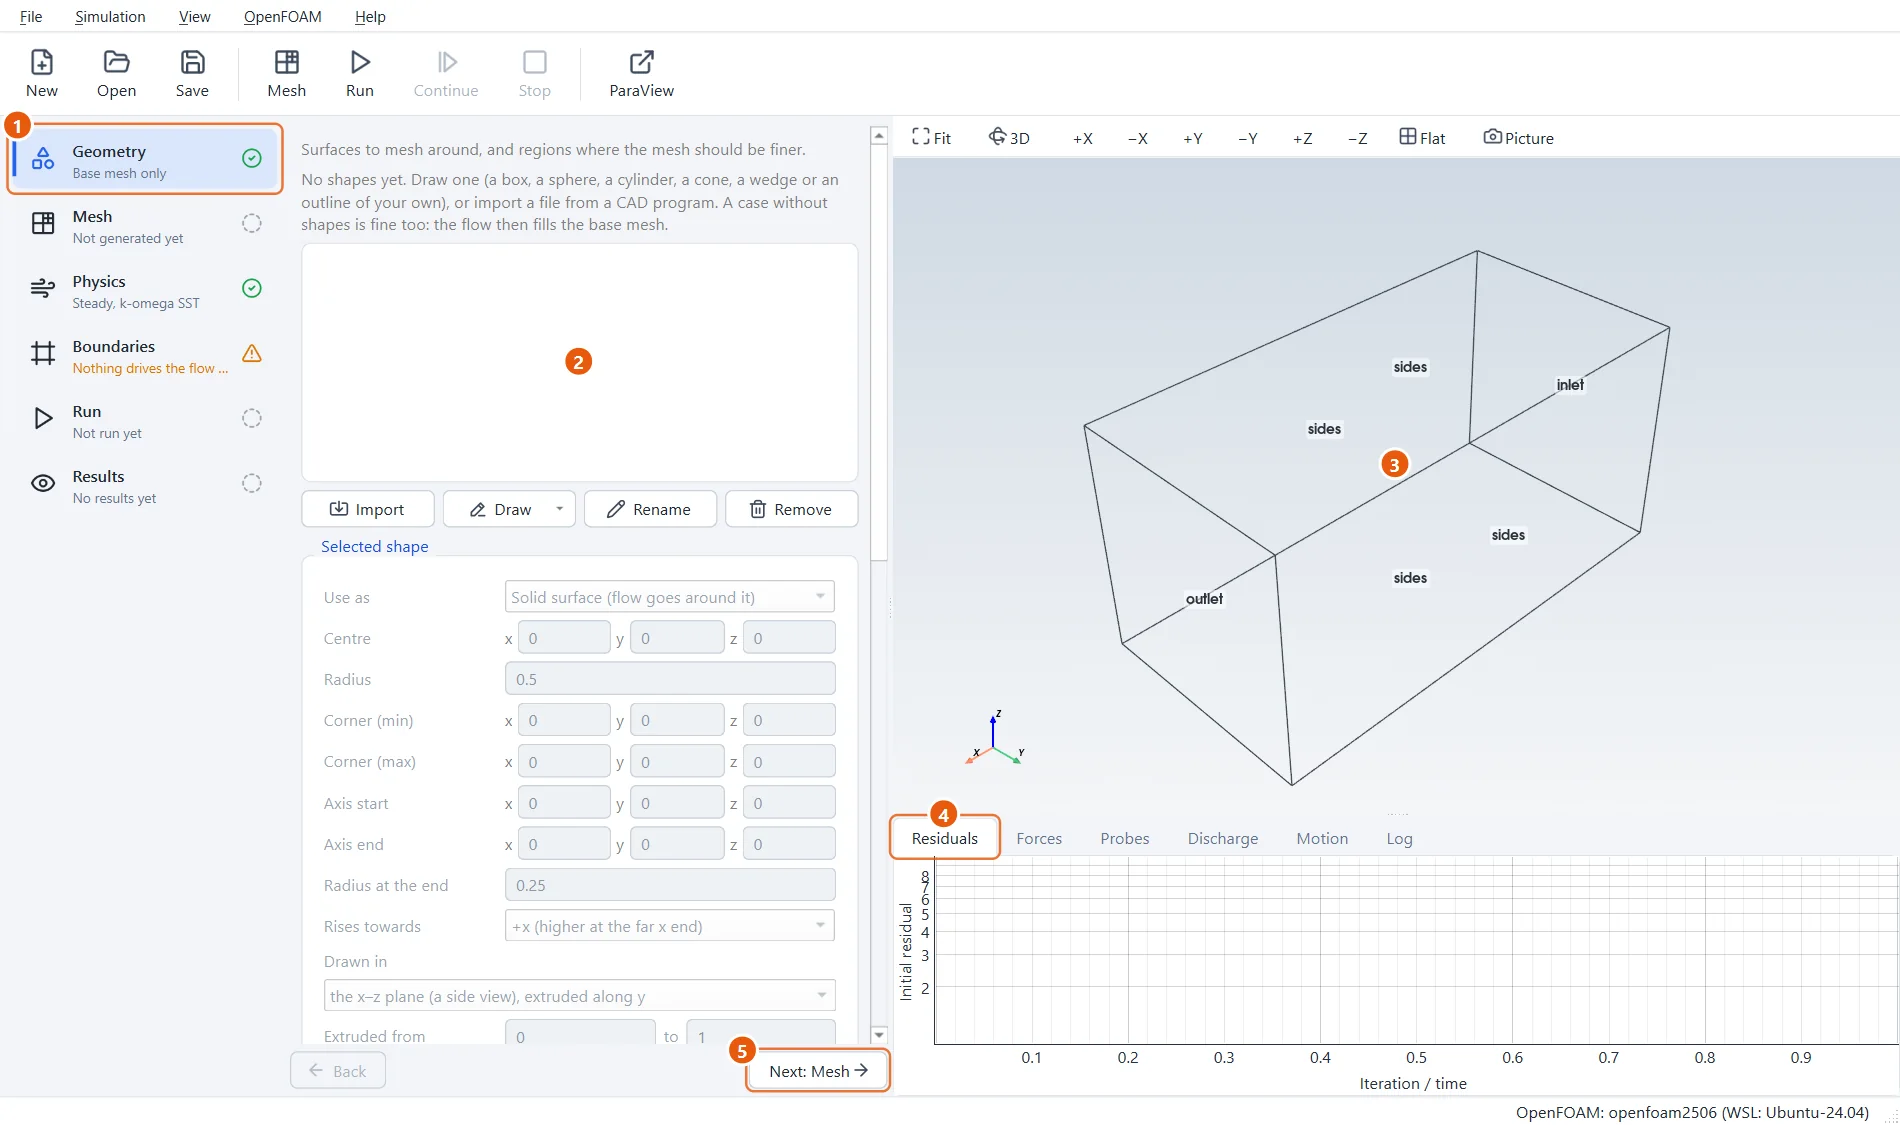 File Simulation View OpenFOAM Help
New Open Save Mesh Run Continue Stop ParaView
1
Geometry
Base mesh only
Mesh
Not generated yet
Physics
Steady, k-omega SST
Boundaries
Nothing drives the flow ...
Run
Not run yet
Results
No results yet
Surfaces to mesh around, and regions where the mesh should be finer.
No shapes yet. Draw one (a box, a sphere, a cylinder, a cone, a wedge or an
outline of your own), or import a file from a CAD program. A case without
shapes is fine too: the flow then fills the base mesh.
2
Import Draw Rename Remove
Selected shape
Use as Solid surface (flow goes around it)
Centre x 0 y 0 z 0
Radius 0.5
Corner (min) x 0 y 0 z 0
Corner (max) x 0 y 0 z 0
Axis start x 0 y 0 z 0
Axis end x 0 y 0 z 0
Radius at the end 0.25
Rises towards +x (higher at the far x end)
Drawn in
the x–z plane (a side view), extruded along y
Extruded from 0 to 1
Back
5
Next: Mesh
Fit 3D +X −X +Y −Y +Z −Z Flat Picture
sides
inlet
sides
3
sides
sides
outlet
Z
X Y
4
Residuals Forces Probes Discharge Motion Log
Initial residual
8
7
6
5
4
3
2
0.1 0.2 0.3 0.4 0.5 0.6 0.7 0.8 0.9
Iteration / time
OpenFOAM: openfoam2506 (WSL: Ubuntu-24.04)